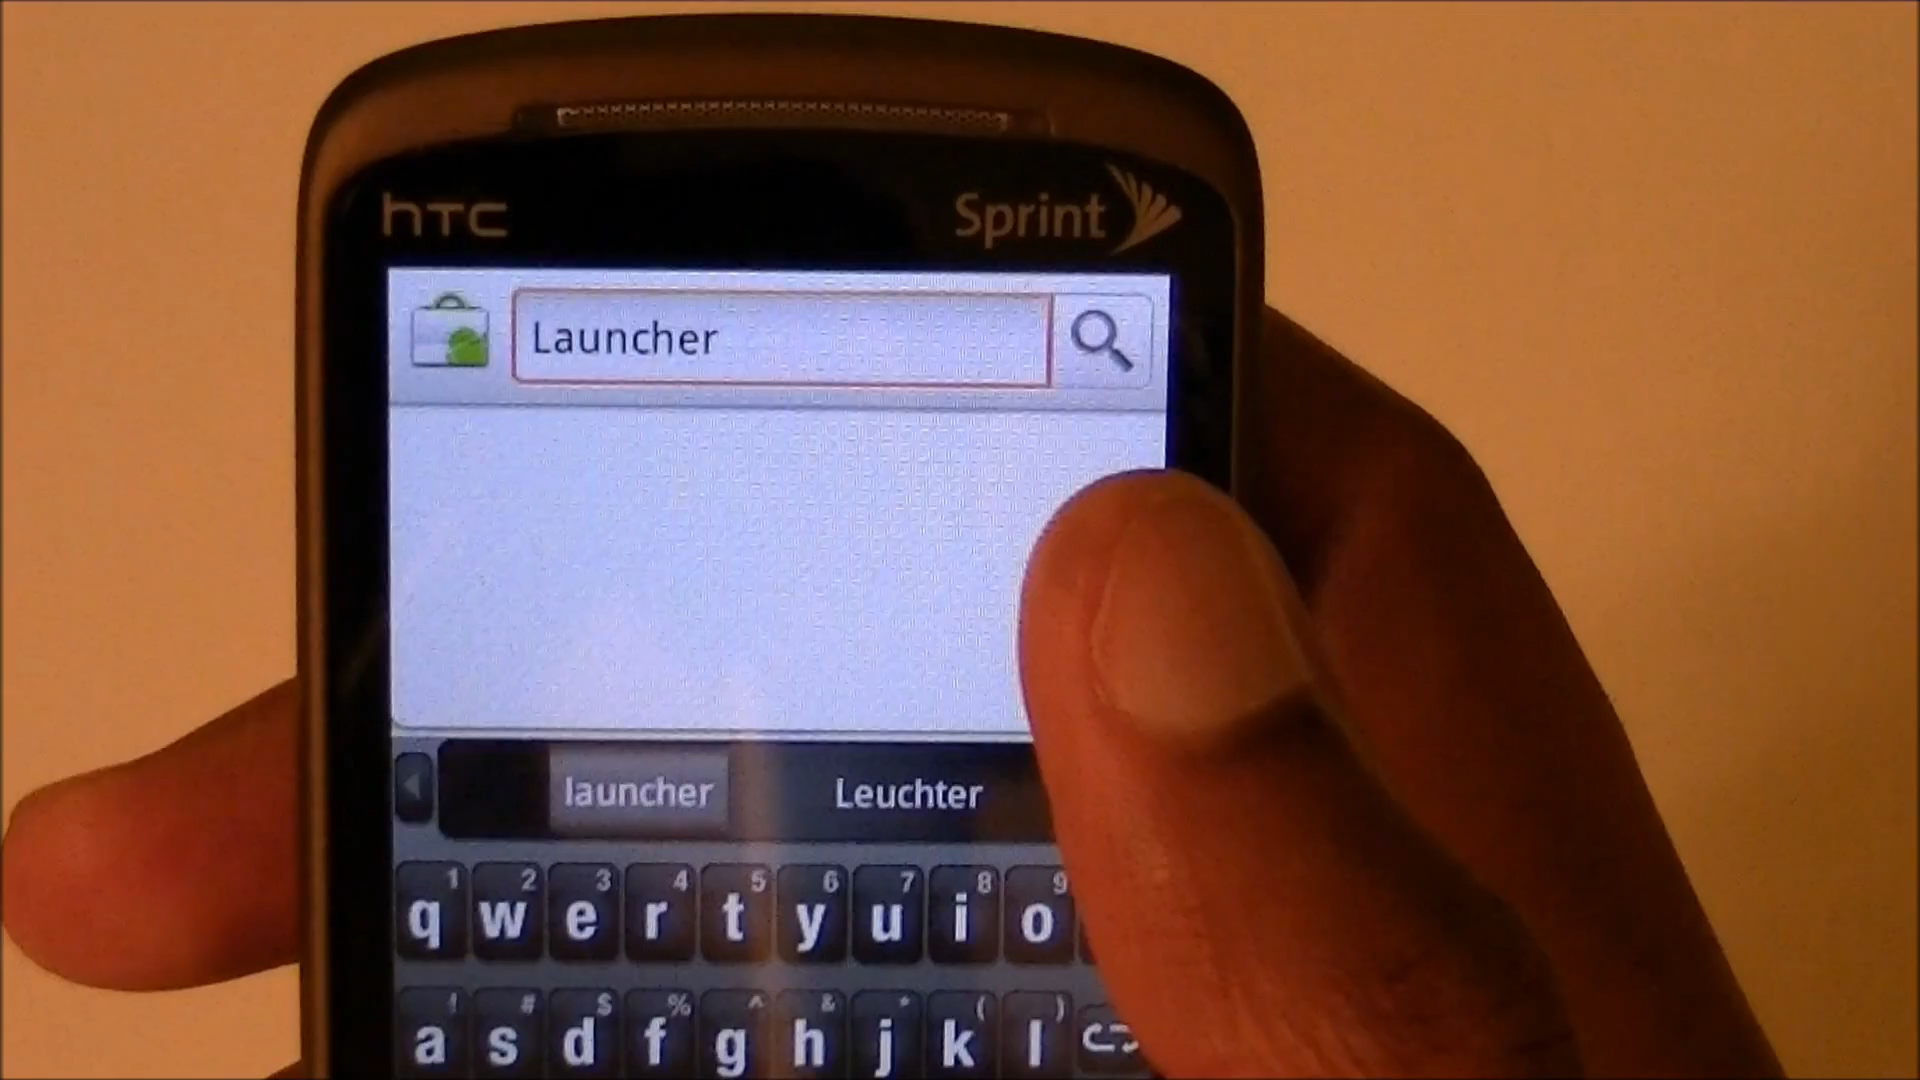 hTC Sprint
Launcher
launcher Leuchter
1 2 3 4 5 6 7 8 9
q w e r t y u i o
! # $ % ^ & * ( )
a s d f g h j k l